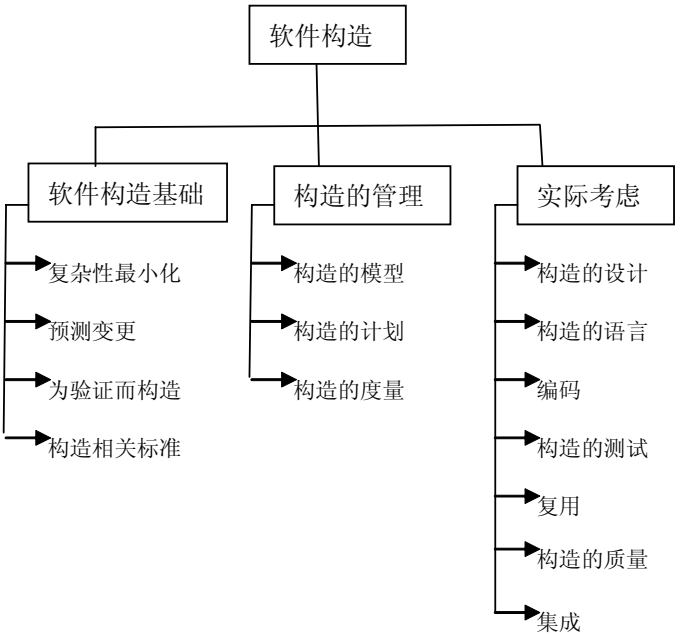 软件构造
软件构造基础
复杂性最小化
预测变更
为验证而构造
构造相关标准
构造的管理
构造的模型
构造的计划
构造的度量
实际考虑
构造的设计
构造的语言
编码
构造的测试
复用
构造的质量
集成